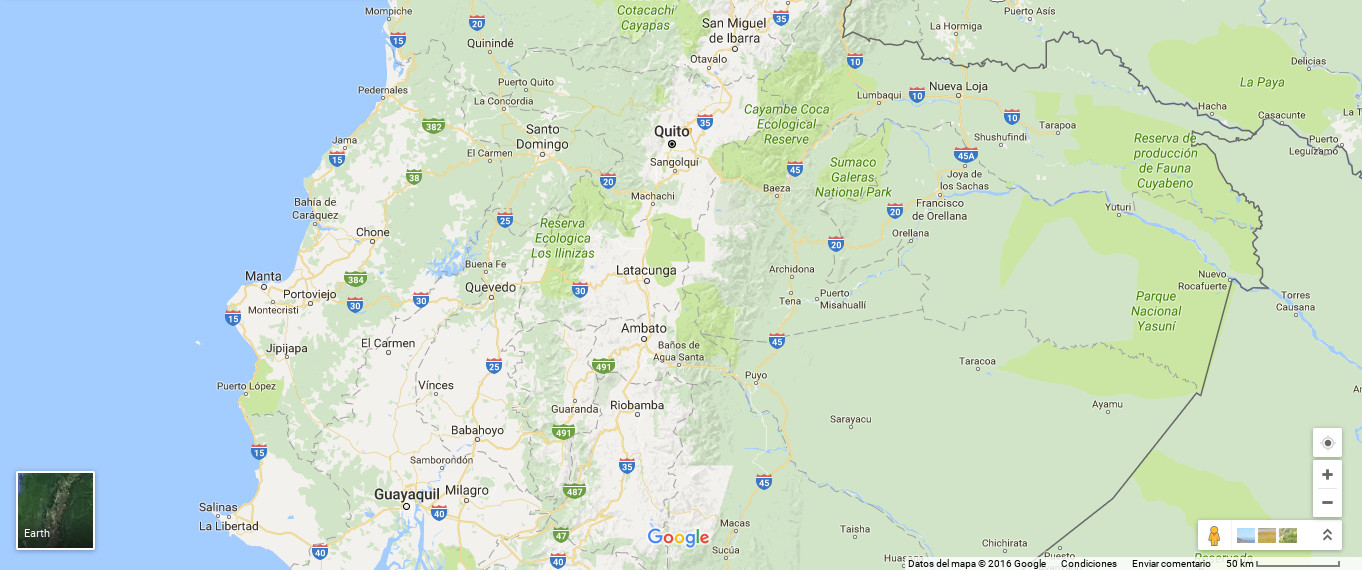 Mompiche
Cotacachi
Cayapas
San Miguel
de Ibarra
Puerto Asís
La Hormiga
20
35
15
Quinindé
Otavalo
10
Delicias
La Paya
Pedernales
Puerto Quito
La Concordia
Lumbaqui
10
Nueva Loja
Hacha
Casacunte
La T
382
35
Cayambe Coca
Ecological
Reserve
10
Tarapoa
Shushufindi
Puerto
Leguízamo
Jama
15
Santo
Domingo
El Carmen
Quito
Sangolquí
45
45A
Reserva de
producción
de Fauna
Cuyabeno
38
20
Machachi
Baeza
Sumaco
Galeras
National Park
Joya de
los Sachas
Bahía de
Caráquez
25
Francisco
de Orellana
20
Yuturi
Chone
Reserva
Ecologica
Los Ilinizas
20
Orellana
Manta
384
Buena Fe
Latacunga
Archidona
Nuevo
Rocafuerte
Portoviejo
Quevedo
30
Tena
Puerto
Misahuallí
Torres
Causana
Montecristi
30
30
Parque
Nacional
Yasuní
15
Ambato
Jipijapa
El Carmen
Baños de
Agua Santa
45
25
491
Taracoa
Puerto López
Vínces
Puyo
Guaranda
Riobamba
Ayamu
Sarayacu
Babahoyo
491
15
Samborondón
35
Guayaquil
Milagro
487
45
Salinas
La Libertad
40
Macas
Taisha
Earth
47
Google
Chichirata
40
40
Sucúa
Huasa
Reservado
Datos del mapa © 2016 Google Condiciones Enviar comentario 50 km